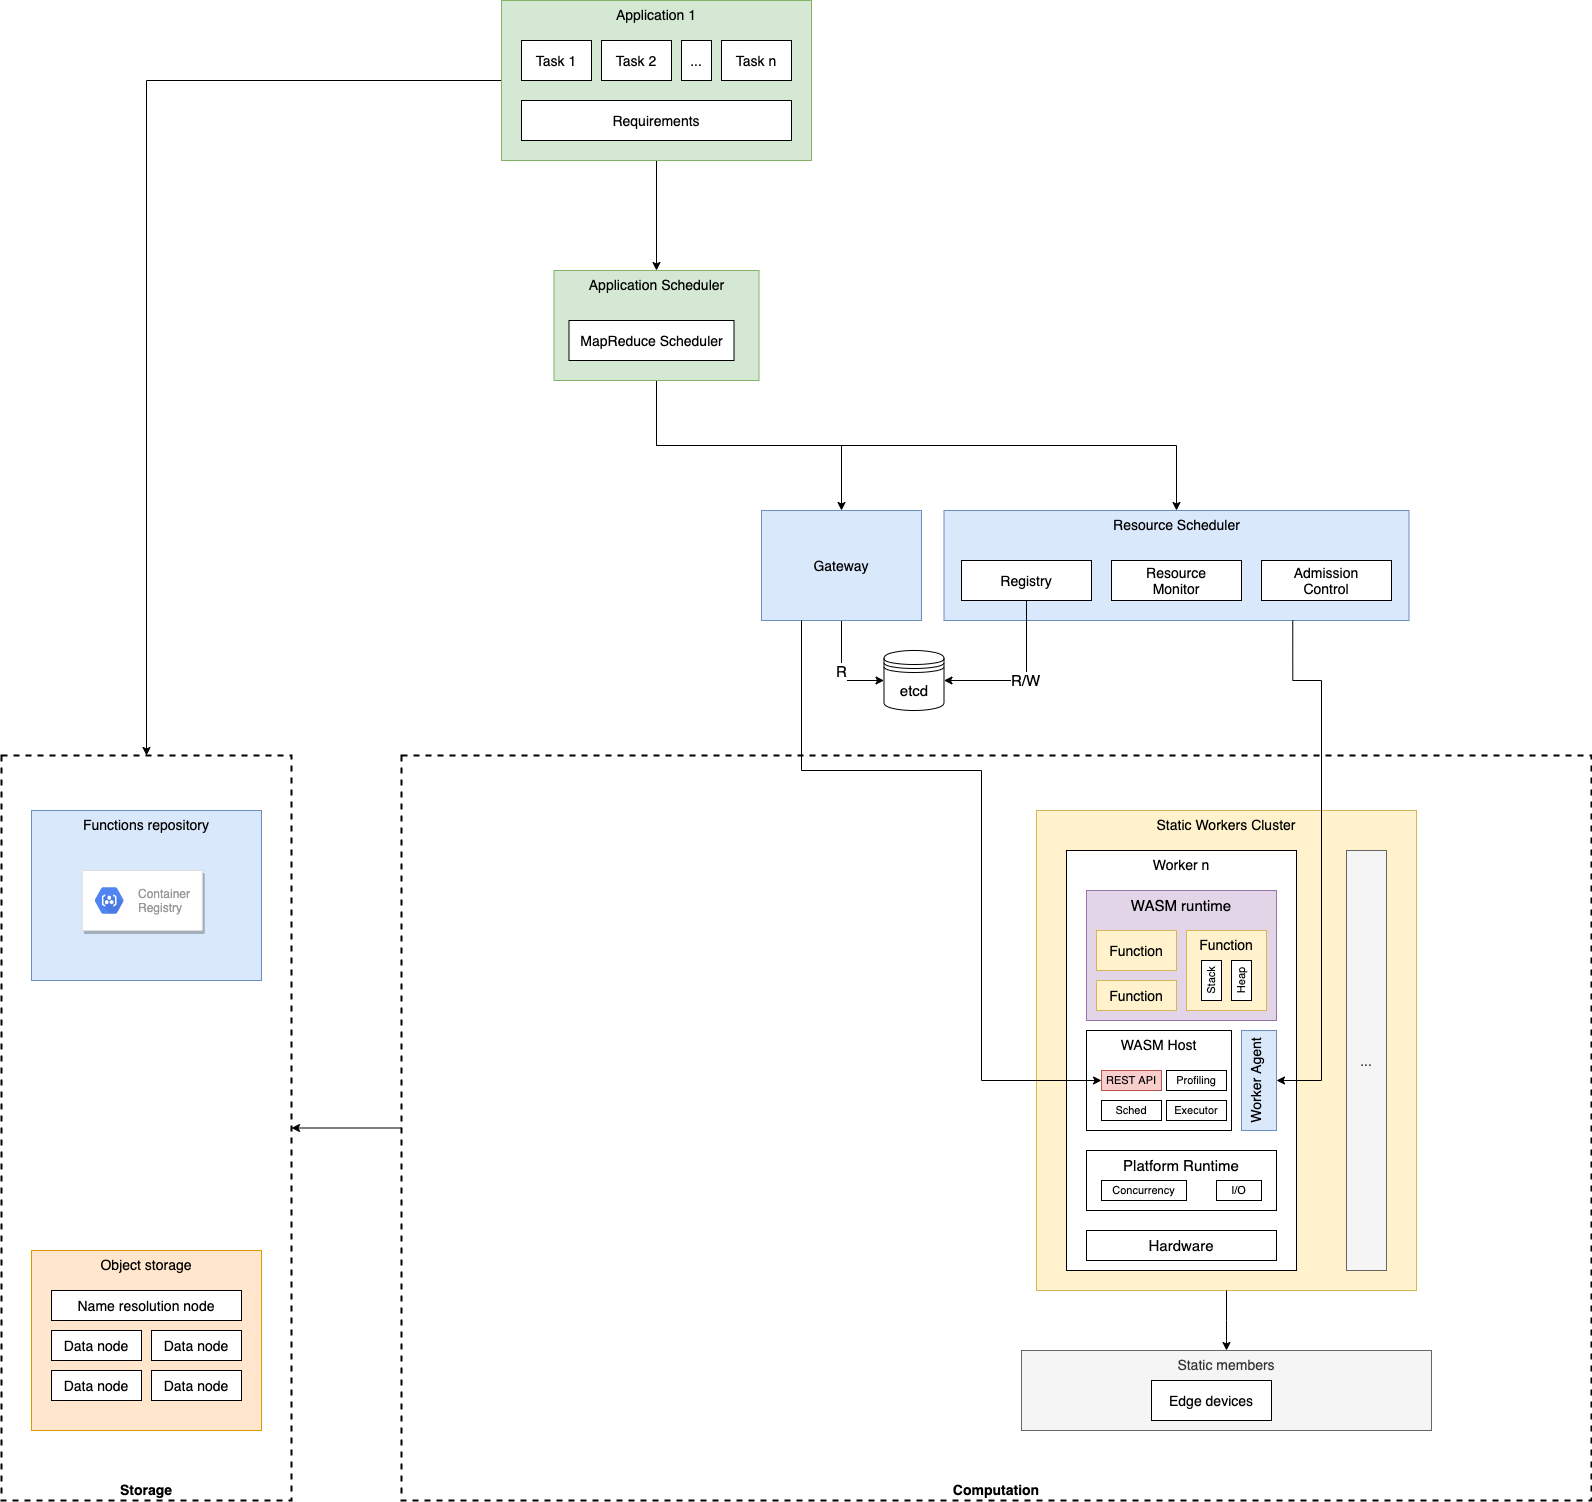 Application 1
Task 1
Task 2
...
Task n
Requirements
Application Scheduler
MapReduce Scheduler
Gateway
Resource Scheduler
Registry
Resource
Monitor
Admission
Control
R
etcd
R/W
Functions repository
Container
Registry
Object storage
Name resolution node
Data node
Data node
Data node
Data node
Storage
Static Workers Cluster
Worker n
WASM runtime
Function
Function
Function
Stack
Heap
WASM Host
REST API
Profiling
Sched
Executor
Worker Agent
Platform Runtime
Concurrency
I/O
Hardware
...
Static members
Edge devices
Computation